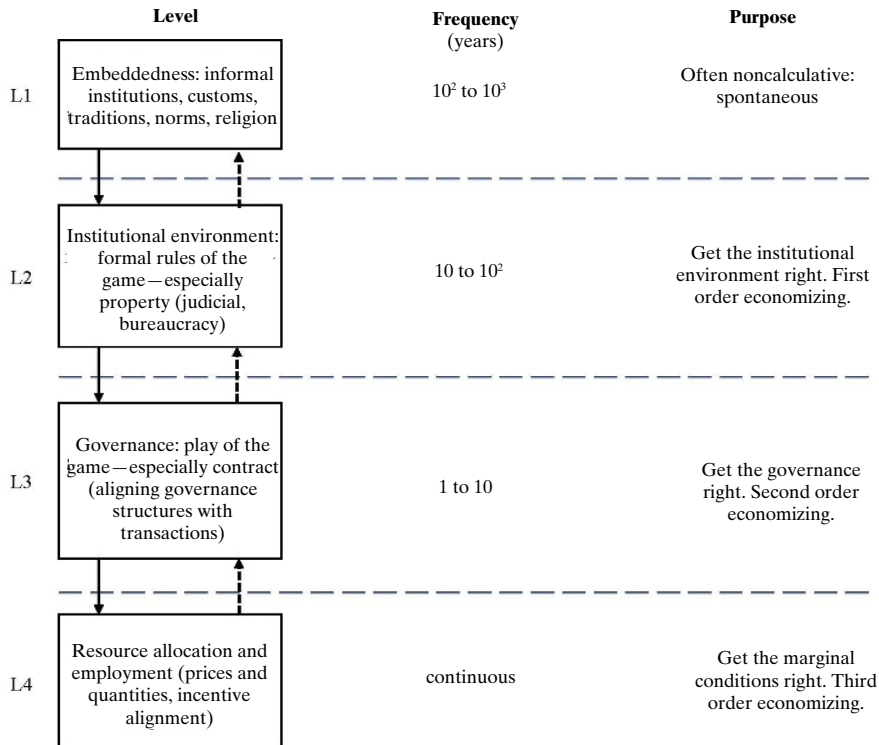 Level
Frequency
(years)
Purpose
L1
Embeddedness: informal
institutions, customs,
traditions, norms, religion
10² to 10³
Often noncalculative:
spontaneous
L2
Institutional environment:
formal rules of the
game—especially
property (judicial,
bureaucracy)
10 to 10²
Get the institutional
environment right. First
order economizing.
L3
Governance: play of the
game—especially contract
(aligning governance
structures with
transactions)
1 to 10
Get the governance
right. Second order
economizing.
L4
Resource allocation and
employment (prices and
quantities, incentive
alignment)
continuous
Get the marginal
conditions right. Third
order economizing.